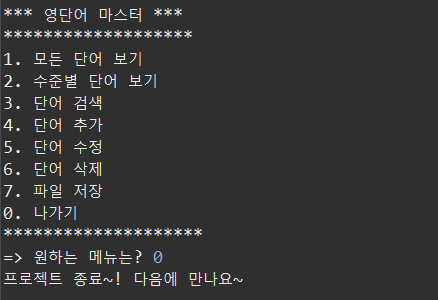 *** 영단어 마스터 ***
*******************
1. 모든 단어 보기
2. 수준별 단어 보기
3. 단어 검색
4. 단어 추가
5. 단어 수정
6. 단어 삭제
7. 파일 저장
0. 나가기
********************
=> 원하는 메뉴는? 0
프로젝트 종료~! 다음에 만나요~